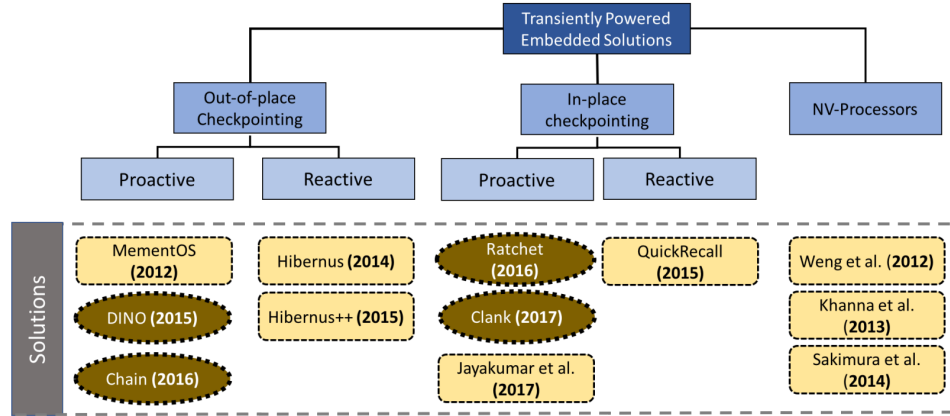 Transiently Powered
Embedded Solutions
Out-of-place
Checkpointing
In-place
checkpointing
NV-Processors
Proactive
Reactive
Proactive
Reactive
Solutions
MementOS
(2012)
DINO (2015)
Chain (2016)
Hibernus (2014)
Hibernus++ (2015)
Ratchet
(2016)
Clank (2017)
Jayakumar et al.
(2017)
QuickRecall
(2015)
Weng et al. (2012)
Khanna et al.
(2013)
Sakimura et al.
(2014)